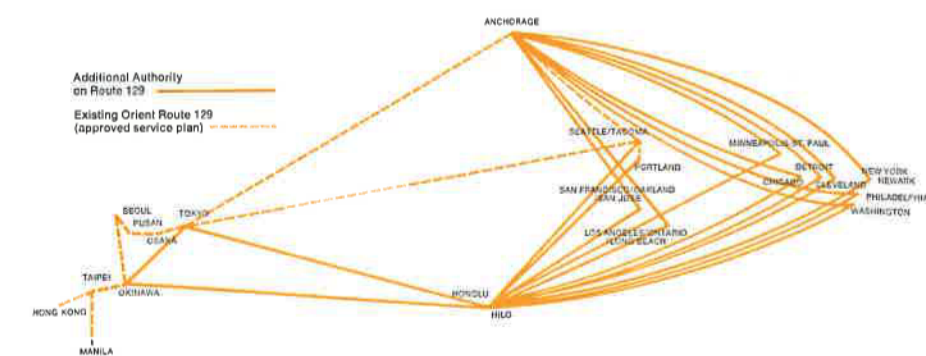 ANCHORAGE
Additional Authority
on Route 129
Existing Orient Route 129
(approved service plan)
SEATTLE/TACOMA
MINNEAPOLIS-ST. PAUL
PORTLAND
DETROIT
NEW YORK
NEWARK
CHICAGO
CLEVELAND
SAN FRANCISCO/OAKLAND
/SAN JOSE
PHILADELPHIA
WASHINGTON
SEOUL
TOKYO
PUSAN
OSAKA
LOS ANGELES/ONTARIO
/LONG BEACH
TAIPEI
OKINAWA
HONOLU
HILO
HONG KONG
MANILA